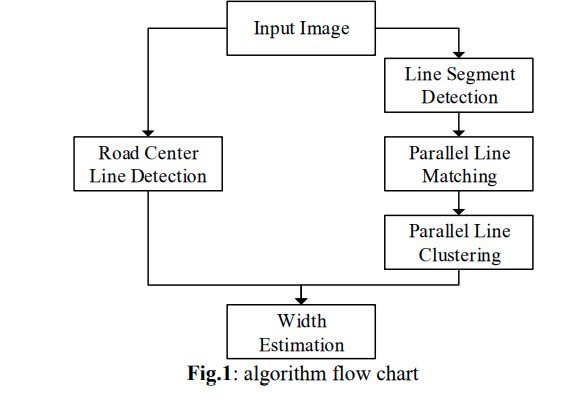 Input Image
Line Segment
Detection
Road Center
Line Detection
Parallel Line
Matching
Parallel Line
Clustering
Width
Estimation
Fig.1: algorithm flow chart